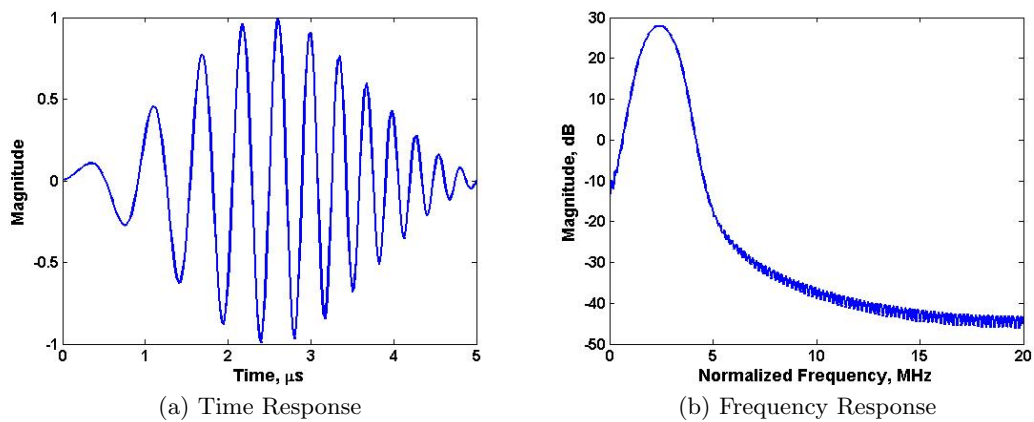 1
0.5
0
-0.5
-1
Magnitude
0 1 2 3 4 5
Time, μs
(a) Time Response
30
20
10
0
-10
-20
-30
-40
-50
Magnitude, dB
0 5 10 15 20
Normalized Frequency, MHz
(b) Frequency Response